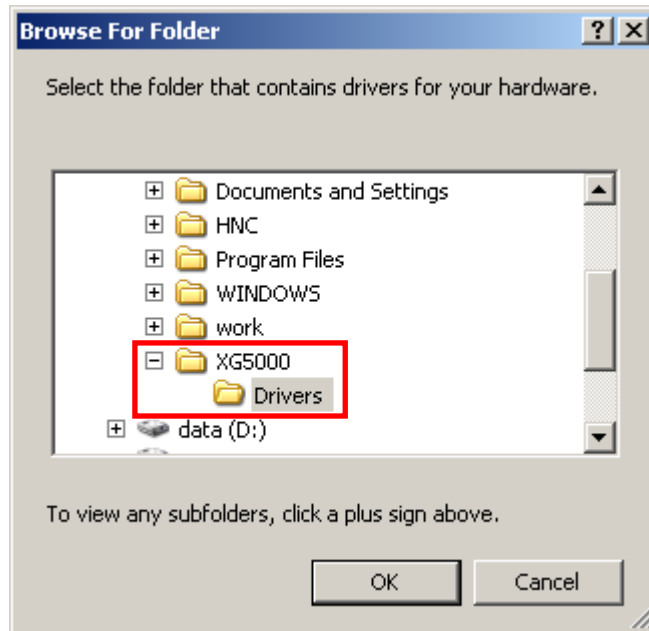 Browse For Folder
Select the folder that contains drivers for your hardware.
Documents and Settings
HNC
Program Files
WINDOWS
work
XG5000
Drivers
data (D:)
To view any subfolders, click a plus sign above.
OK Cancel